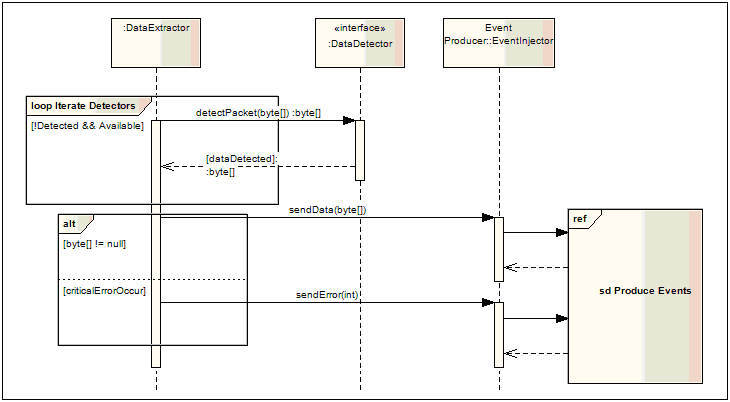 :DataExtractor
«interface»
:DataDetector
Event
Producer::EventInjector
loop Iterate Detectors
[!Detected && Available]
detectPacket(byte[]) :byte[]
[dataDetected]:
:byte[]
sendData(byte[])
alt
[byte[] != null]
ref
[criticalErrorOccur]
sendError(int)
sd Produce Events